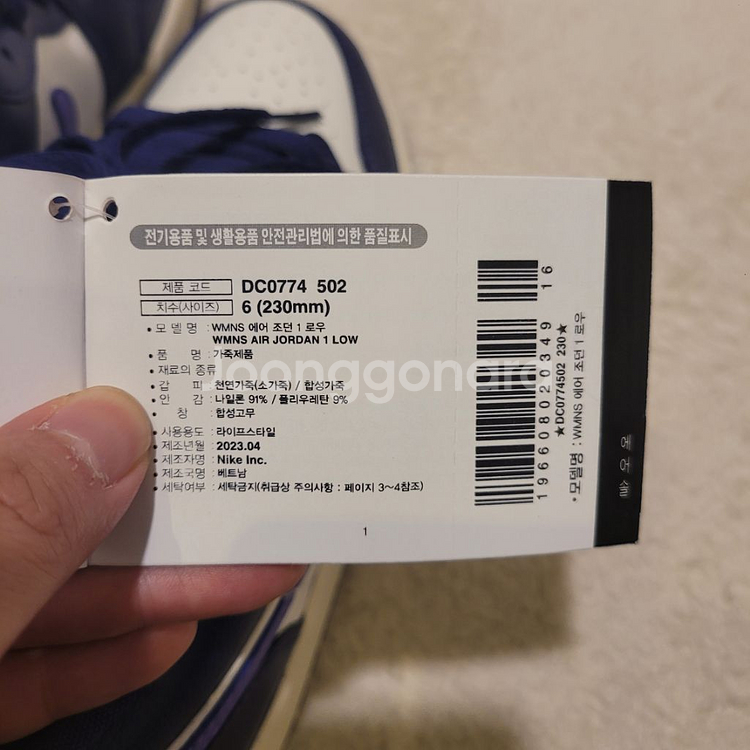 전기용품 및 생활용품 안전관리법에 의한 품질표시
제품 코드 DC0774 502
치수(사이즈) 6 (230mm)
• 모 델 명 : WMNS 에어 조던 1 로우
WMNS AIR JORDAN 1 LOW
• 품 명 : 가죽제품
• 재료의 종류
• 갑 피 : 천연가죽(소가죽) / 합성가죽
• 안 감 : 나일론 91% / 폴리우레탄 9%
• 창 : 합성고무
• 사용용도 : 라이프스타일
• 제조년월 : 2023.04
• 제조자명 : Nike Inc.
• 제조국명 : 베트남
• 세탁여부 : 세탁금지(취급상 주의사항 : 페이지 3~4참조)
1
196608020349
16
★DC0774502 230★
• 모델명 : WMNS 에어 조던 1 로우
에 어 솔
Joonggonara